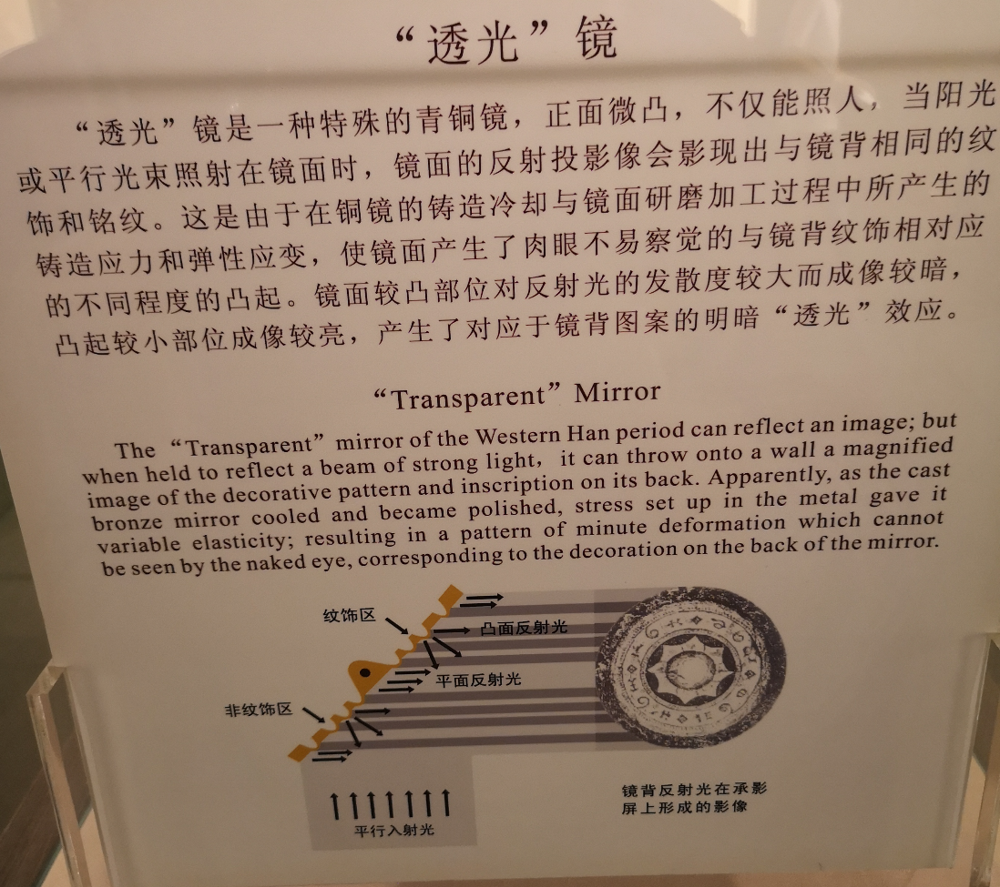 “透光”镜
“透光”镜是一种特殊的青铜镜，正面微凸，不仅能照人，当阳光
或平行光束照射在镜面时，镜面的反射投影像会影现出与镜背相同的纹
饰和铭纹。这是由于在铜镜的铸造冷却与镜面研磨加工过程中所产生的
铸造应力和弹性应变，使镜面产生了肉眼不易察觉的与镜背纹饰相对应
的不同程度的凸起。镜面较凸部位对反射光的发散度较大而成像较暗，
凸起较小部位成像较亮，产生了对应于镜背图案的明暗“透光”效应。
“Transparent” Mirror
The “Transparent” mirror of the Western Han period can reflect an image; but
when held to reflect a beam of strong light, it can throw onto a wall a magnified
image of the decorative pattern and inscription on its back. Apparently, as the cast
bronze mirror cooled and became polished, stress set up in the metal gave it
variable elasticity; resulting in a pattern of minute deformation which cannot
be seen by the naked eye, corresponding to the decoration on the back of the mirror.
纹饰区
凸面反射光
平面反射光
非纹饰区
平行入射光
镜背反射光在承影
屏上形成的影像